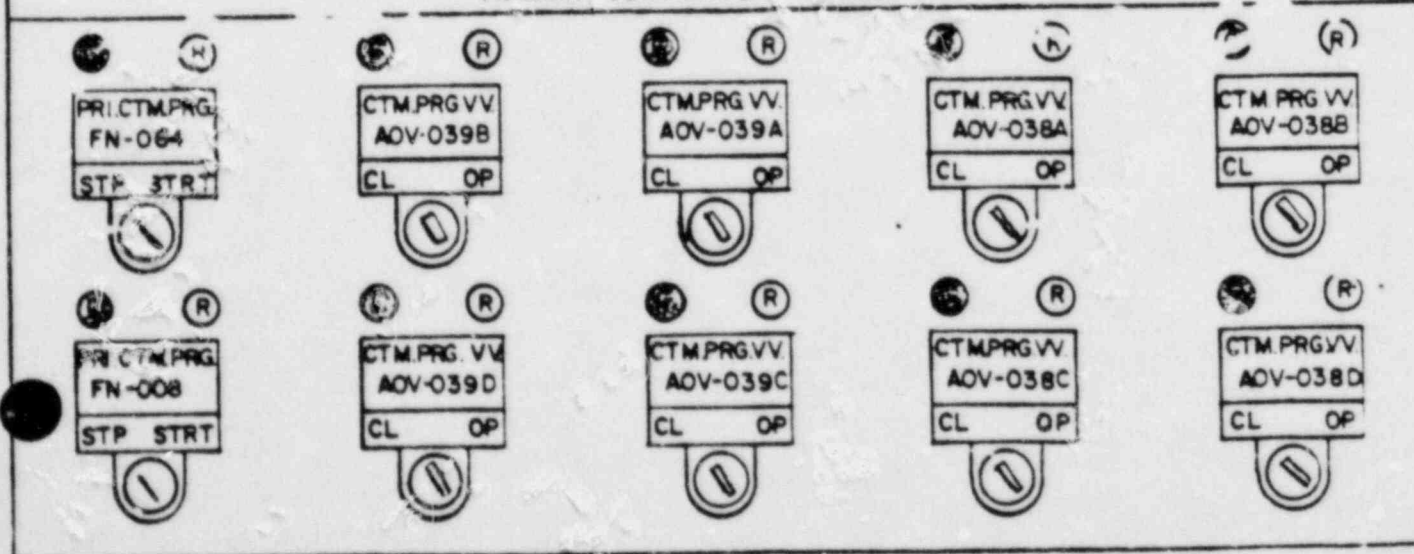 R R R
PRI.CTM.PRG. CTM.PRG VV. CTM.PRG VV. CTM.PRG VV. CTM PRG VV.
FN-064 AOV-039B AOV-039A AOV-038A AOV-038B
STP STRT CL OP CL OP CL OP CL OP
R R R R R
PRI CTM.PRG. CTM.PRG. VV. CTM.PRG.VV. CTM.PRG VV. CTM.PRG.VV.
FN-008 AOV-039D AOV-039C AOV-038C AOV-038D
STP STRT CL OP CL OP CL OP CL OP